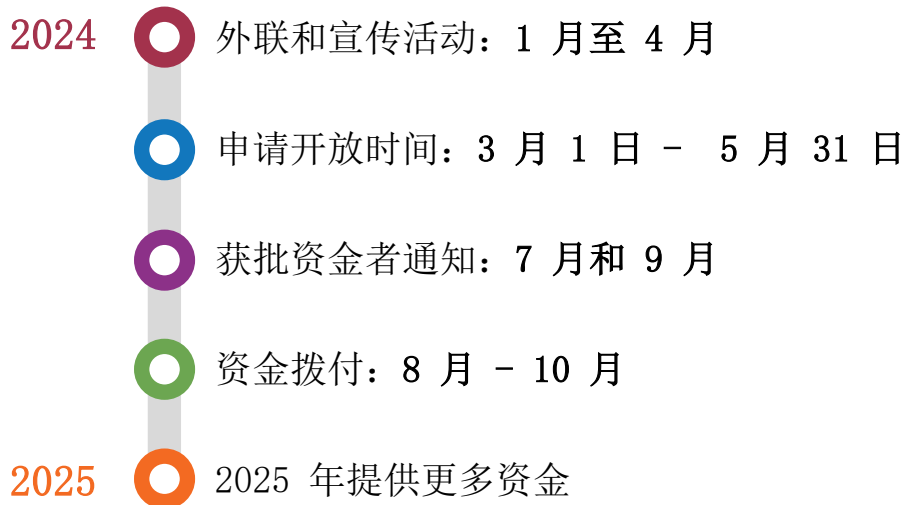 2024 外联和宣传活动：1 月至 4 月
申请开放时间：3 月 1 日 - 5 月 31 日
获批资金者通知：7 月和 9 月
资金拨付：8 月 - 10 月
2025 2025 年提供更多资金